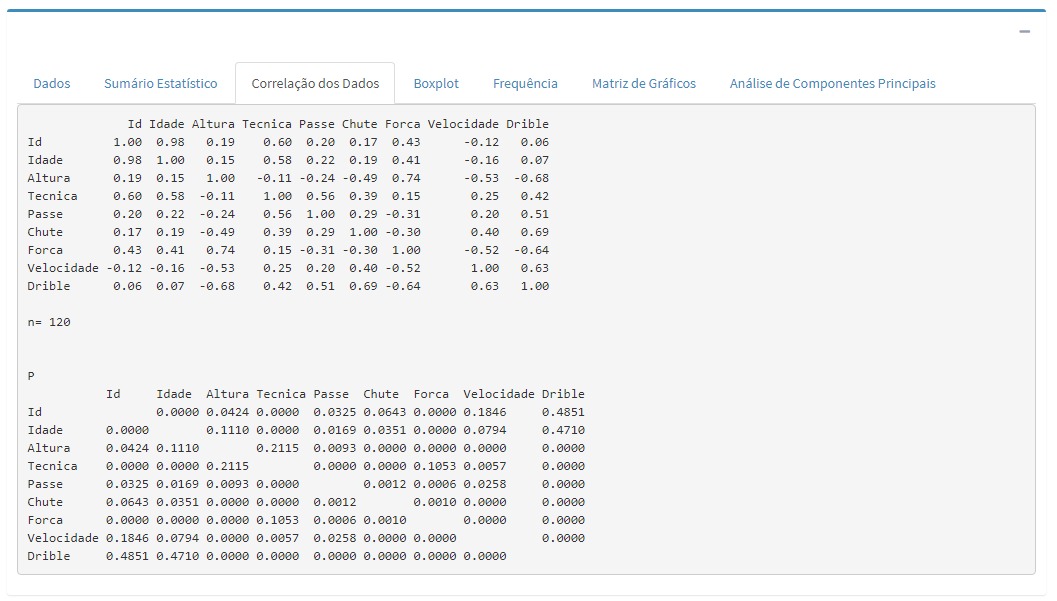 Dados Sumário Estatístico Correlação dos Dados Boxplot Frequência Matriz de Gráficos Análise de Componentes Principais
Id Idade Altura Tecnica Passe Chute Forca Velocidade Drible
Id 1.00 0.98 0.19 0.60 0.20 0.17 0.43 -0.12 0.06
Idade 0.98 1.00 0.15 0.58 0.22 0.19 0.41 -0.16 0.07
Altura 0.19 0.15 1.00 -0.11 -0.24 -0.49 0.74 -0.53 -0.68
Tecnica 0.60 0.58 -0.11 1.00 0.56 0.39 0.15 0.25 0.42
Passe 0.20 0.22 -0.24 0.56 1.00 0.29 -0.31 0.20 0.51
Chute 0.17 0.19 -0.49 0.39 0.29 1.00 -0.30 0.40 0.69
Forca 0.43 0.41 0.74 0.15 -0.31 -0.30 1.00 -0.52 -0.64
Velocidade -0.12 -0.16 -0.53 0.25 0.20 0.40 -0.52 1.00 0.63
Drible 0.06 0.07 -0.68 0.42 0.51 0.69 -0.64 0.63 1.00
n= 120
P
Id Idade Altura Tecnica Passe Chute Forca Velocidade Drible
Id 0.0000 0.0424 0.0000 0.0325 0.0643 0.0000 0.1846 0.4851
Idade 0.0000 0.1110 0.0000 0.0169 0.0351 0.0000 0.0794 0.4710
Altura 0.0424 0.1110 0.2115 0.0093 0.0000 0.0000 0.0000 0.0000
Tecnica 0.0000 0.0000 0.2115 0.0000 0.0000 0.1053 0.0057 0.0000
Passe 0.0325 0.0169 0.0093 0.0000 0.0012 0.0006 0.0258 0.0000
Chute 0.0643 0.0351 0.0000 0.0000 0.0012 0.0010 0.0000 0.0000
Forca 0.0000 0.0000 0.0000 0.1053 0.0006 0.0010 0.0000 0.0000
Velocidade 0.1846 0.0794 0.0000 0.0057 0.0258 0.0000 0.0000 0.0000
Drible 0.4851 0.4710 0.0000 0.0000 0.0000 0.0000 0.0000 0.0000